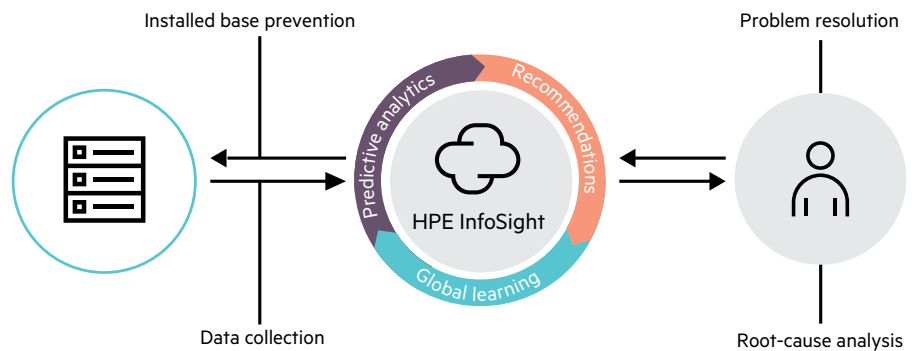 Installed base prevention
Problem resolution
Predictive analytics
Recommendations
HPE InfoSight
Global learning
Data collection
Root-cause analysis